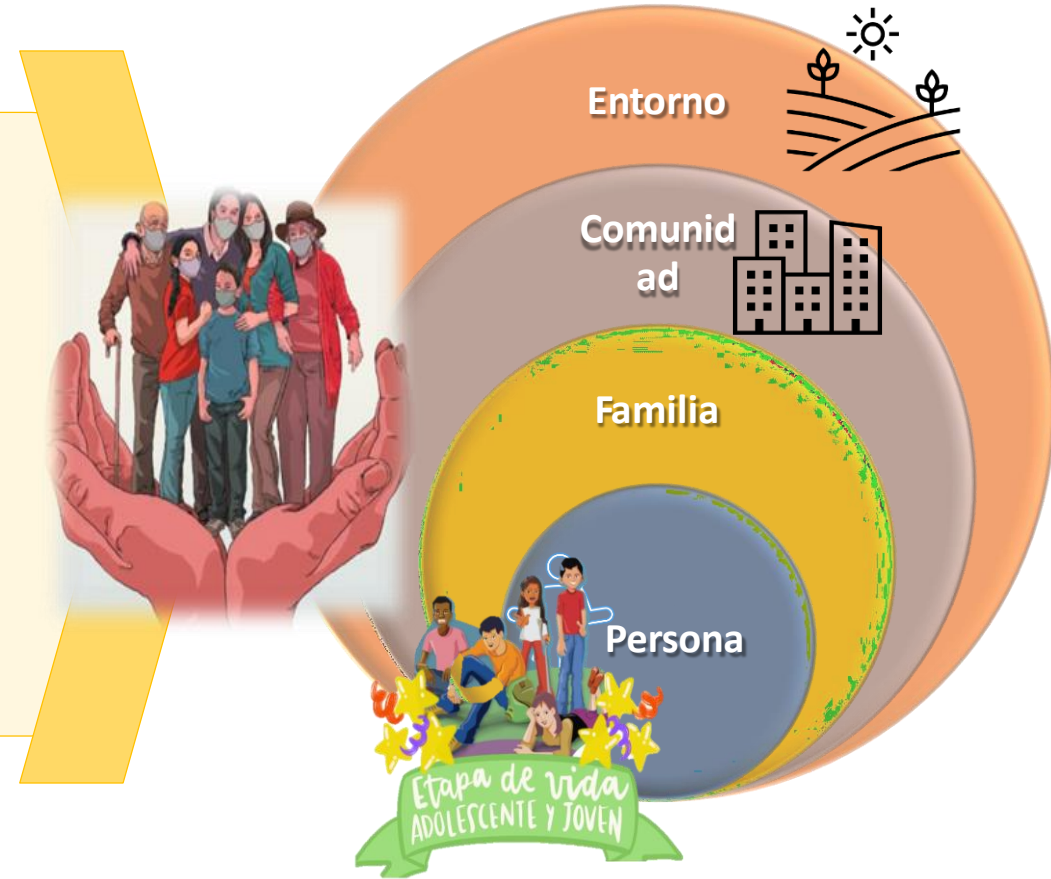 Entorno
Comunid
ad
Familia
Persona
Etapa de vida
ADOLESCENTE Y JOVEN